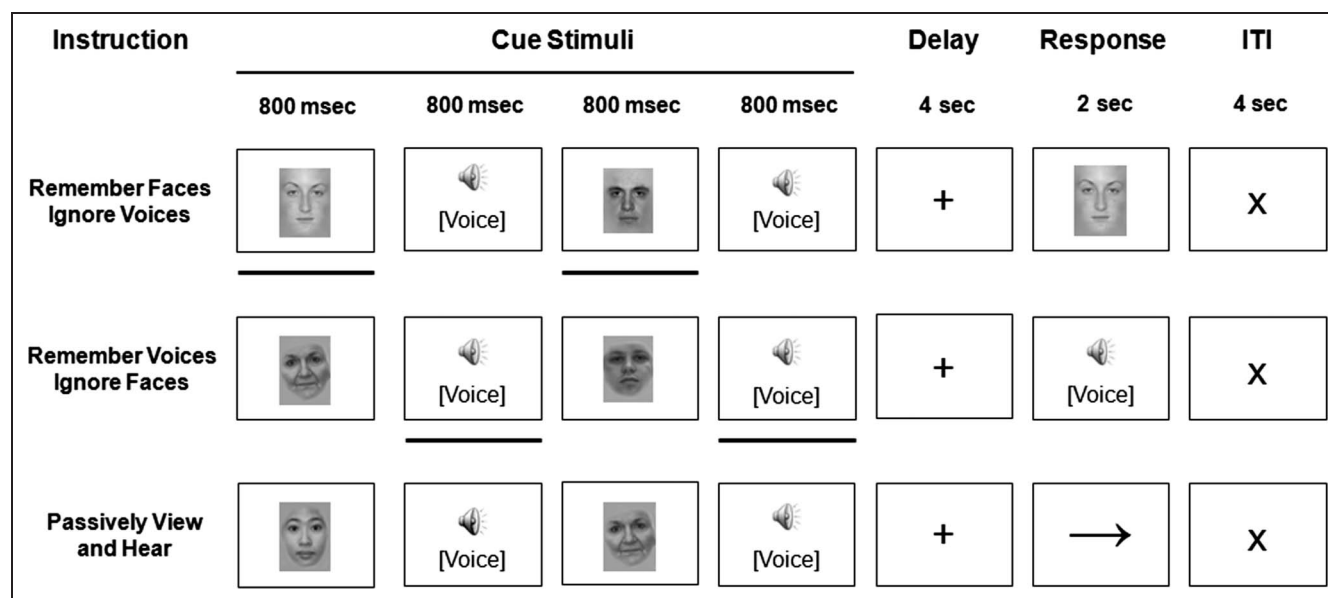 Instruction Cue Stimuli Delay Response ITI
800 msec 800 msec 800 msec 800 msec 4 sec 2 sec 4 sec
Remember Faces
Ignore Voices
[Voice] [Voice] + x
Remember Voices
Ignore Faces
[Voice] [Voice] + [Voice] x
Passively View
and Hear
[Voice] [Voice] + → x